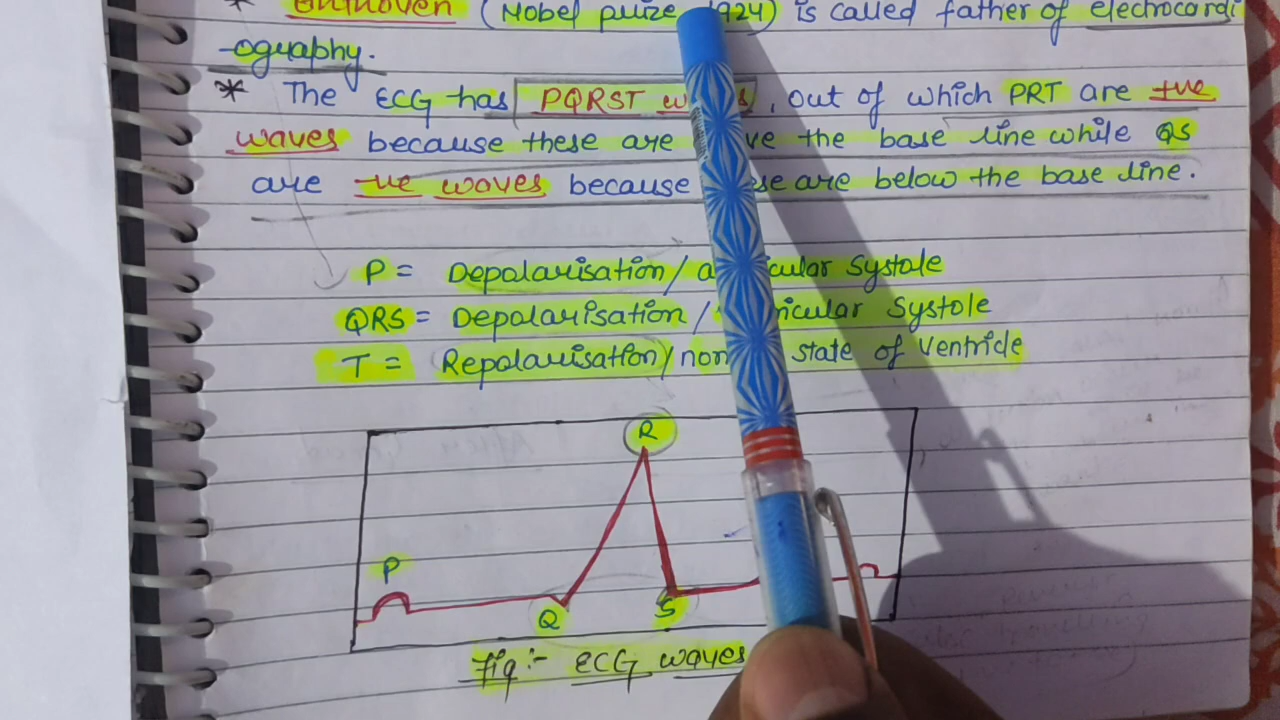 * Einthoven (Nobel prize 1924) is called father of electrocardi
-ography.
* The ECG has PQRST, out of which PRT are +ve
waves because these are the base line while QS
are -ve waves because are below the base line.
P = Depolarisation / Systole
QRS = Depolarisation / Systole
T = Repolarisation / state of Ventricle
R
P
Q
S
fig:- ECG waves